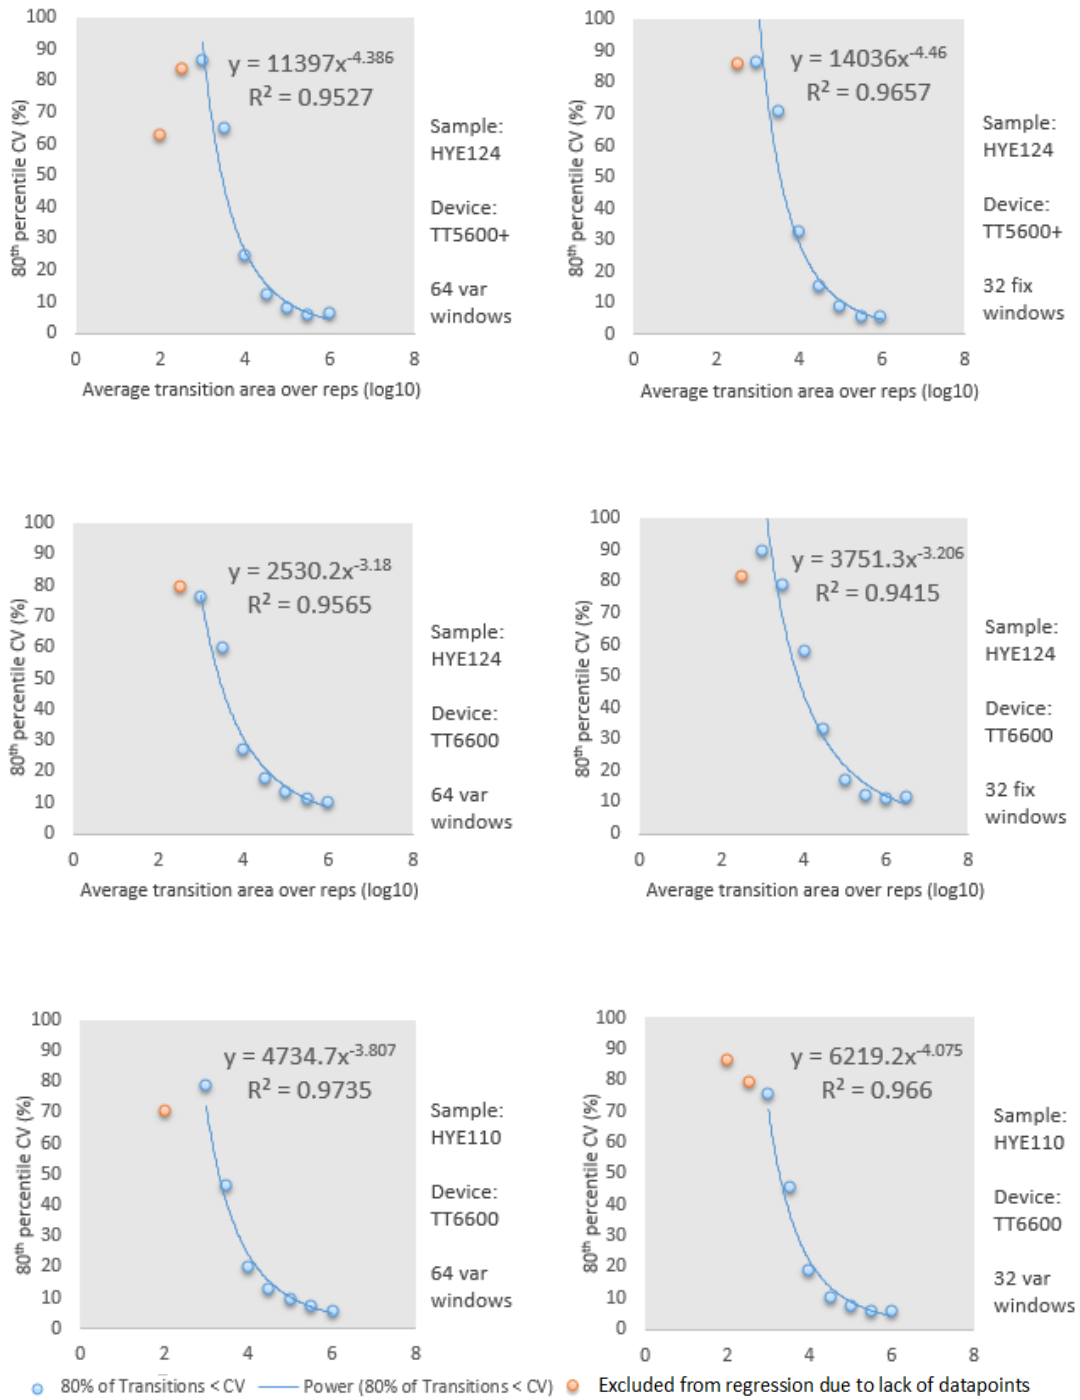 100
90
80
70
60
50
40
30
20
10
0
80th percentile CV (%)
y = 11397x^-4.386
R² = 0.9527
0 2 4 6 8
Average transition area over reps (log10)
Sample:
HYE124
Device:
TT5600+
64 var
windows
100
90
80
70
60
50
40
30
20
10
0
80th percentile CV (%)
y = 14036x^-4.46
R² = 0.9657
0 2 4 6 8
Average transition area over reps (log10)
Sample:
HYE124
Device:
TT5600+
32 fix
windows
100
90
80
70
60
50
40
30
20
10
0
80th percentile CV (%)
y = 2530.2x^-3.18
R² = 0.9565
0 2 4 6 8
Average transition area over reps (log10)
Sample:
HYE124
Device:
TT6600
64 var
windows
100
90
80
70
60
50
40
30
20
10
0
80th percentile CV (%)
y = 3751.3x^-3.206
R² = 0.9415
0 2 4 6 8
Average transition area over reps (log10)
Sample:
HYE124
Device:
TT6600
32 fix
windows
100
90
80
70
60
50
40
30
20
10
0
80th percentile CV (%)
y = 4734.7x^-3.807
R² = 0.9735
0 2 4 6 8
Sample:
HYE110
Device:
TT6600
64 var
windows
100
90
80
70
60
50
40
30
20
10
0
80th percentile CV (%)
y = 6219.2x^-4.075
R² = 0.966
0 2 4 6 8
Sample:
HYE110
Device:
TT6600
32 var
windows
80% of Transitions < CV Power (80% of Transitions < CV) Excluded from regression due to lack of datapoints